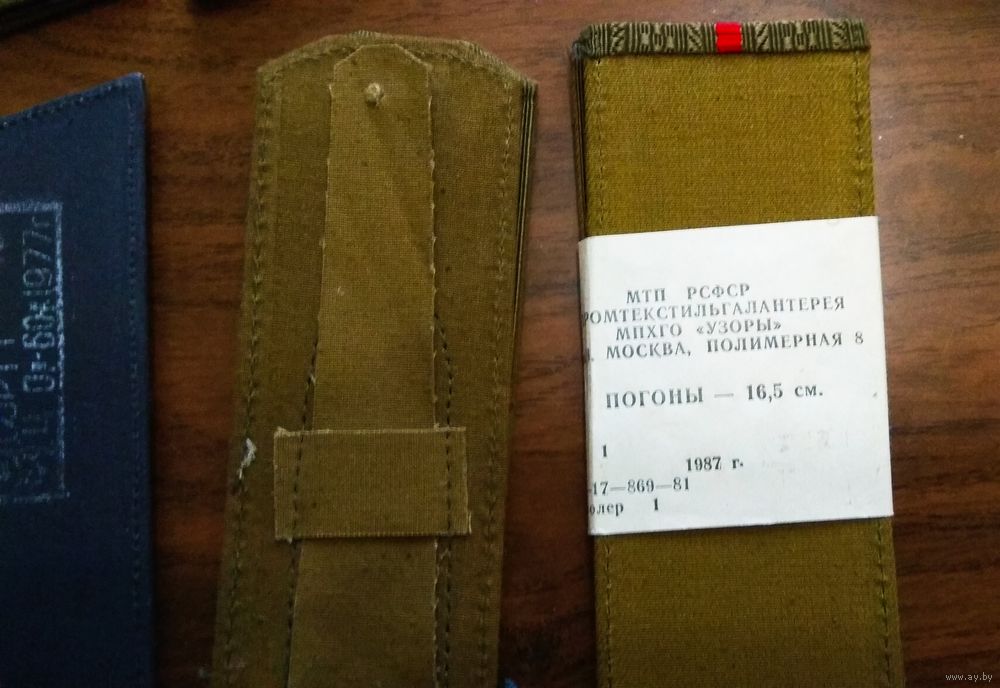 МТП РСФСР
РОМТЕКСТИЛЬГАЛАНТЕРЕЯ
МПХГО «УЗОРЫ»
МОСКВА, ПОЛИМЕРНАЯ 8
ПОГОНЫ — 16,5 см.
1
1987 г.
-17—869—81
олер 1
1977г
www.ay.by